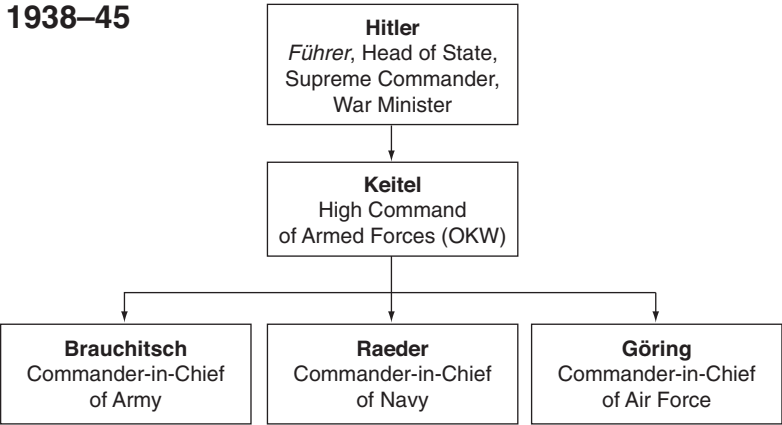 1938–45
Hitler
Führer, Head of State,
Supreme Commander,
War Minister
Keitel
High Command
of Armed Forces (OKW)
Brauchitsch
Commander-in-Chief
of Army
Raeder
Commander-in-Chief
of Navy
Göring
Commander-in-Chief
of Air Force